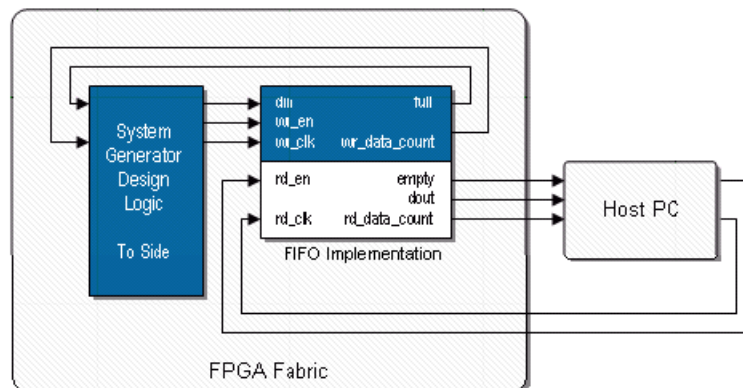 System
Generator
Design
Logic
To Side
din full
wr_en
wr_clk wr_data_count
rd_en empty
dout
rd_clk rd_data_count
FIFO Implementation
Host PC
FPGA Fabric